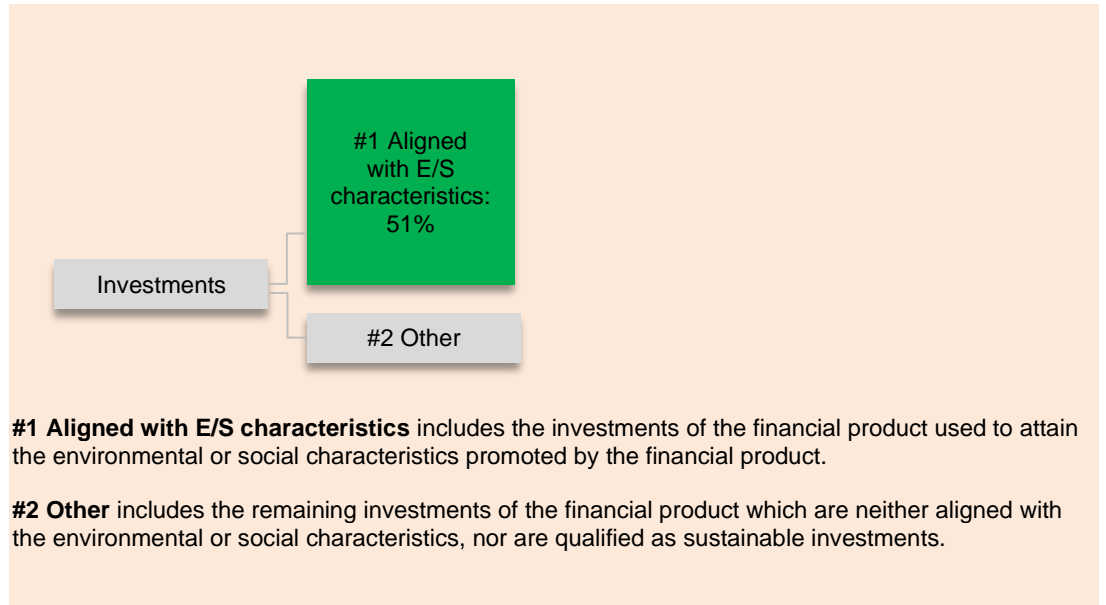 #1 Aligned
with E/S
characteristics:
51%
Investments
#2 Other
#1 Aligned with E/S characteristics includes the investments of the financial product used to attain
the environmental or social characteristics promoted by the financial product.
#2 Other includes the remaining investments of the financial product which are neither aligned with
the environmental or social characteristics, nor are qualified as sustainable investments.